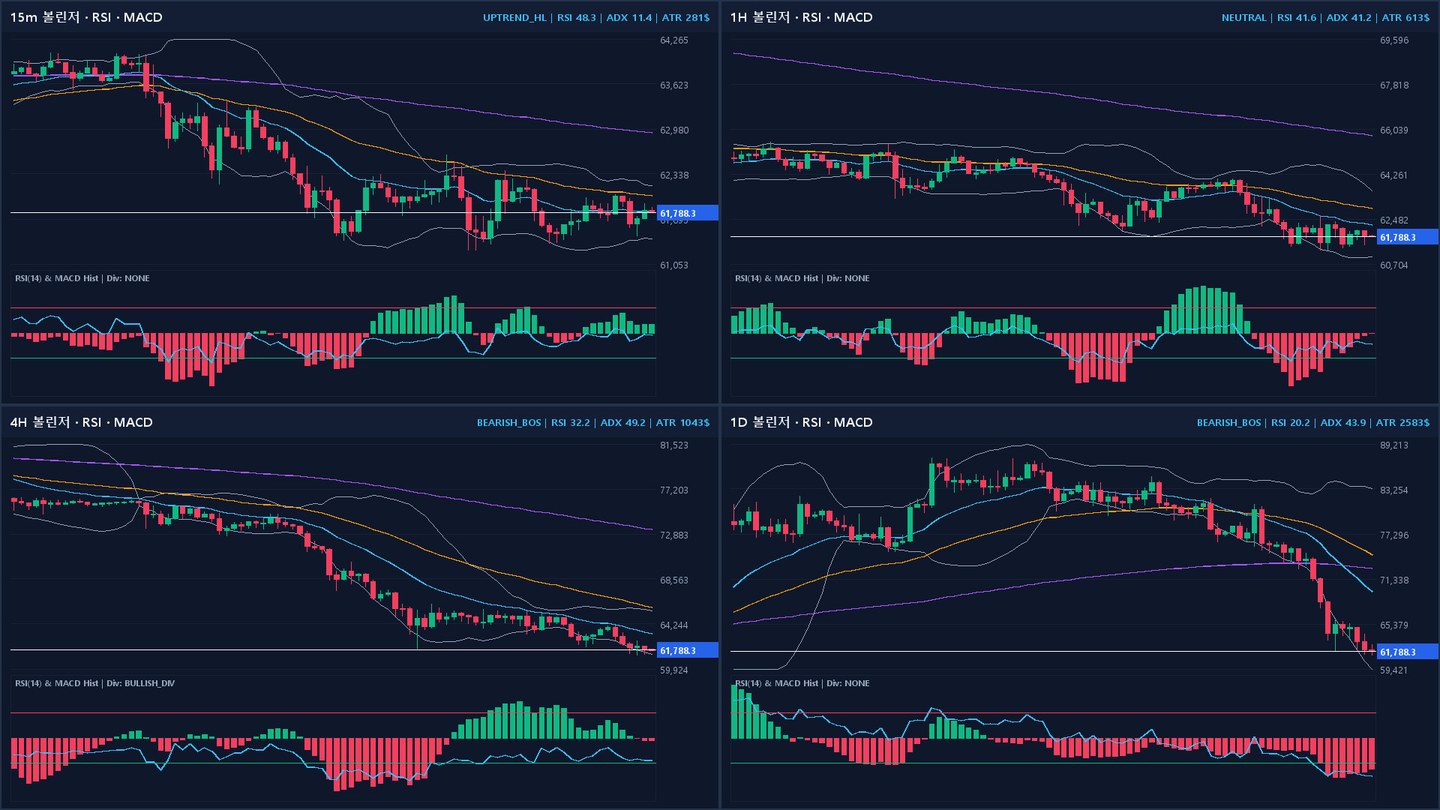 15m 볼린저 · RSI · MACD
UPTREND_HL | RSI 48.3 | ADX 11.4 | ATR 281$
64,265
63,623
62,980
62,338
61,788.3
61,053
RSI(14) & MACD Hist | Div: NONE
1H 볼린저 · RSI · MACD
NEUTRAL | RSI 41.6 | ADX 41.2 | ATR 613$
69,596
67,818
66,039
64,261
62,482
61,788.3
60,704
RSI(14) & MACD Hist | Div: NONE
4H 볼린저 · RSI · MACD
BEARISH_BOS | RSI 32.2 | ADX 49.2 | ATR 1043$
81,523
77,203
72,883
68,563
64,244
61,788.3
59,924
RSI(14) & MACD Hist | Div: BULLISH_DIV
1D 볼린저 · RSI · MACD
BEARISH_BOS | RSI 20.2 | ADX 43.9 | ATR 2583$
89,213
83,254
77,296
71,338
65,379
61,788.3
59,421
RSI(14) & MACD Hist | Div: NONE